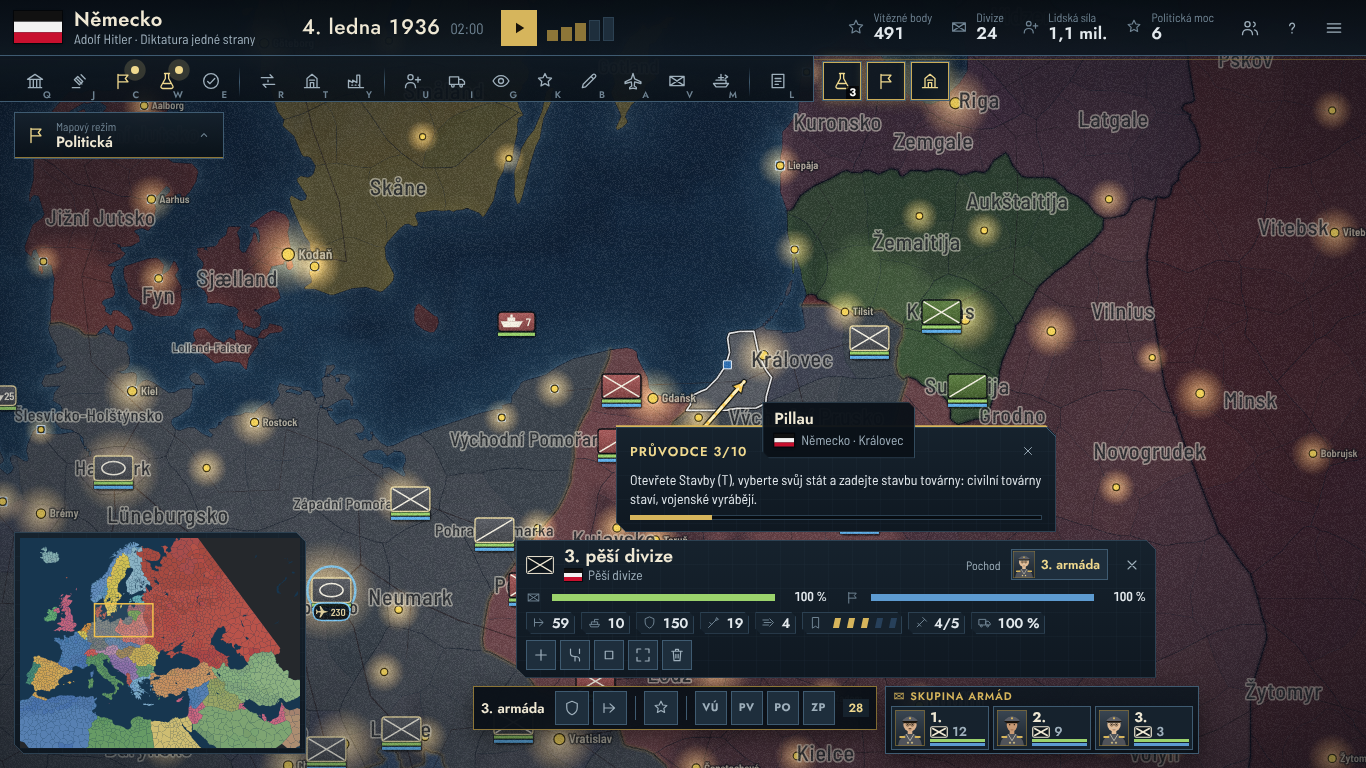 Německo
Adolf Hitler · Diktatura jedné strany
4. ledna 1936 02:00
Vítězné body
491
Divize
24
Lidská síla
1,1 mil.
Politická moc
6
?
Q J C W E R T Y U I G K B A V M L
3
Mapový režim
Politická
Pskov
Aalborg
Riga
Kuronsko
Latgale
Zemgale
Liepāja
Skåne
Aukštaitija
Aarhus
Jižní Jutsko
Vitebsk
Žemaitija
Kodaň
Sjælland
Fyn
Tilsit
Vilnius
7
Lolland-Falster
Královec
Kiel
25
Šlesvicko-Holštýnsko
Gdaňsk
Minsk
Grodno
Rostock
Východní Pomořan
Pillau
Německo · Královec
PRŮVODCE 3/10
Otevřete Stavby (T), vyberte svůj stát a zadejte stavbu továrny: civilní továrny
staví, vojenské vyrábějí.
Novogrudek
Bobrujsk
Západní Pomořa
Brémy
Lüneburgsko
3. pěší divize
Pěší divize
Pochod
3. armáda
100 %
100 %
59
10
150
19
4
4/5
100 %
230
Neumark
3. armáda
VÚ
PV
PO
ZP
28
SKUPINA ARMÁD
1.
12
2.
9
3.
3
Žytomyr
Vratislav
Kielce